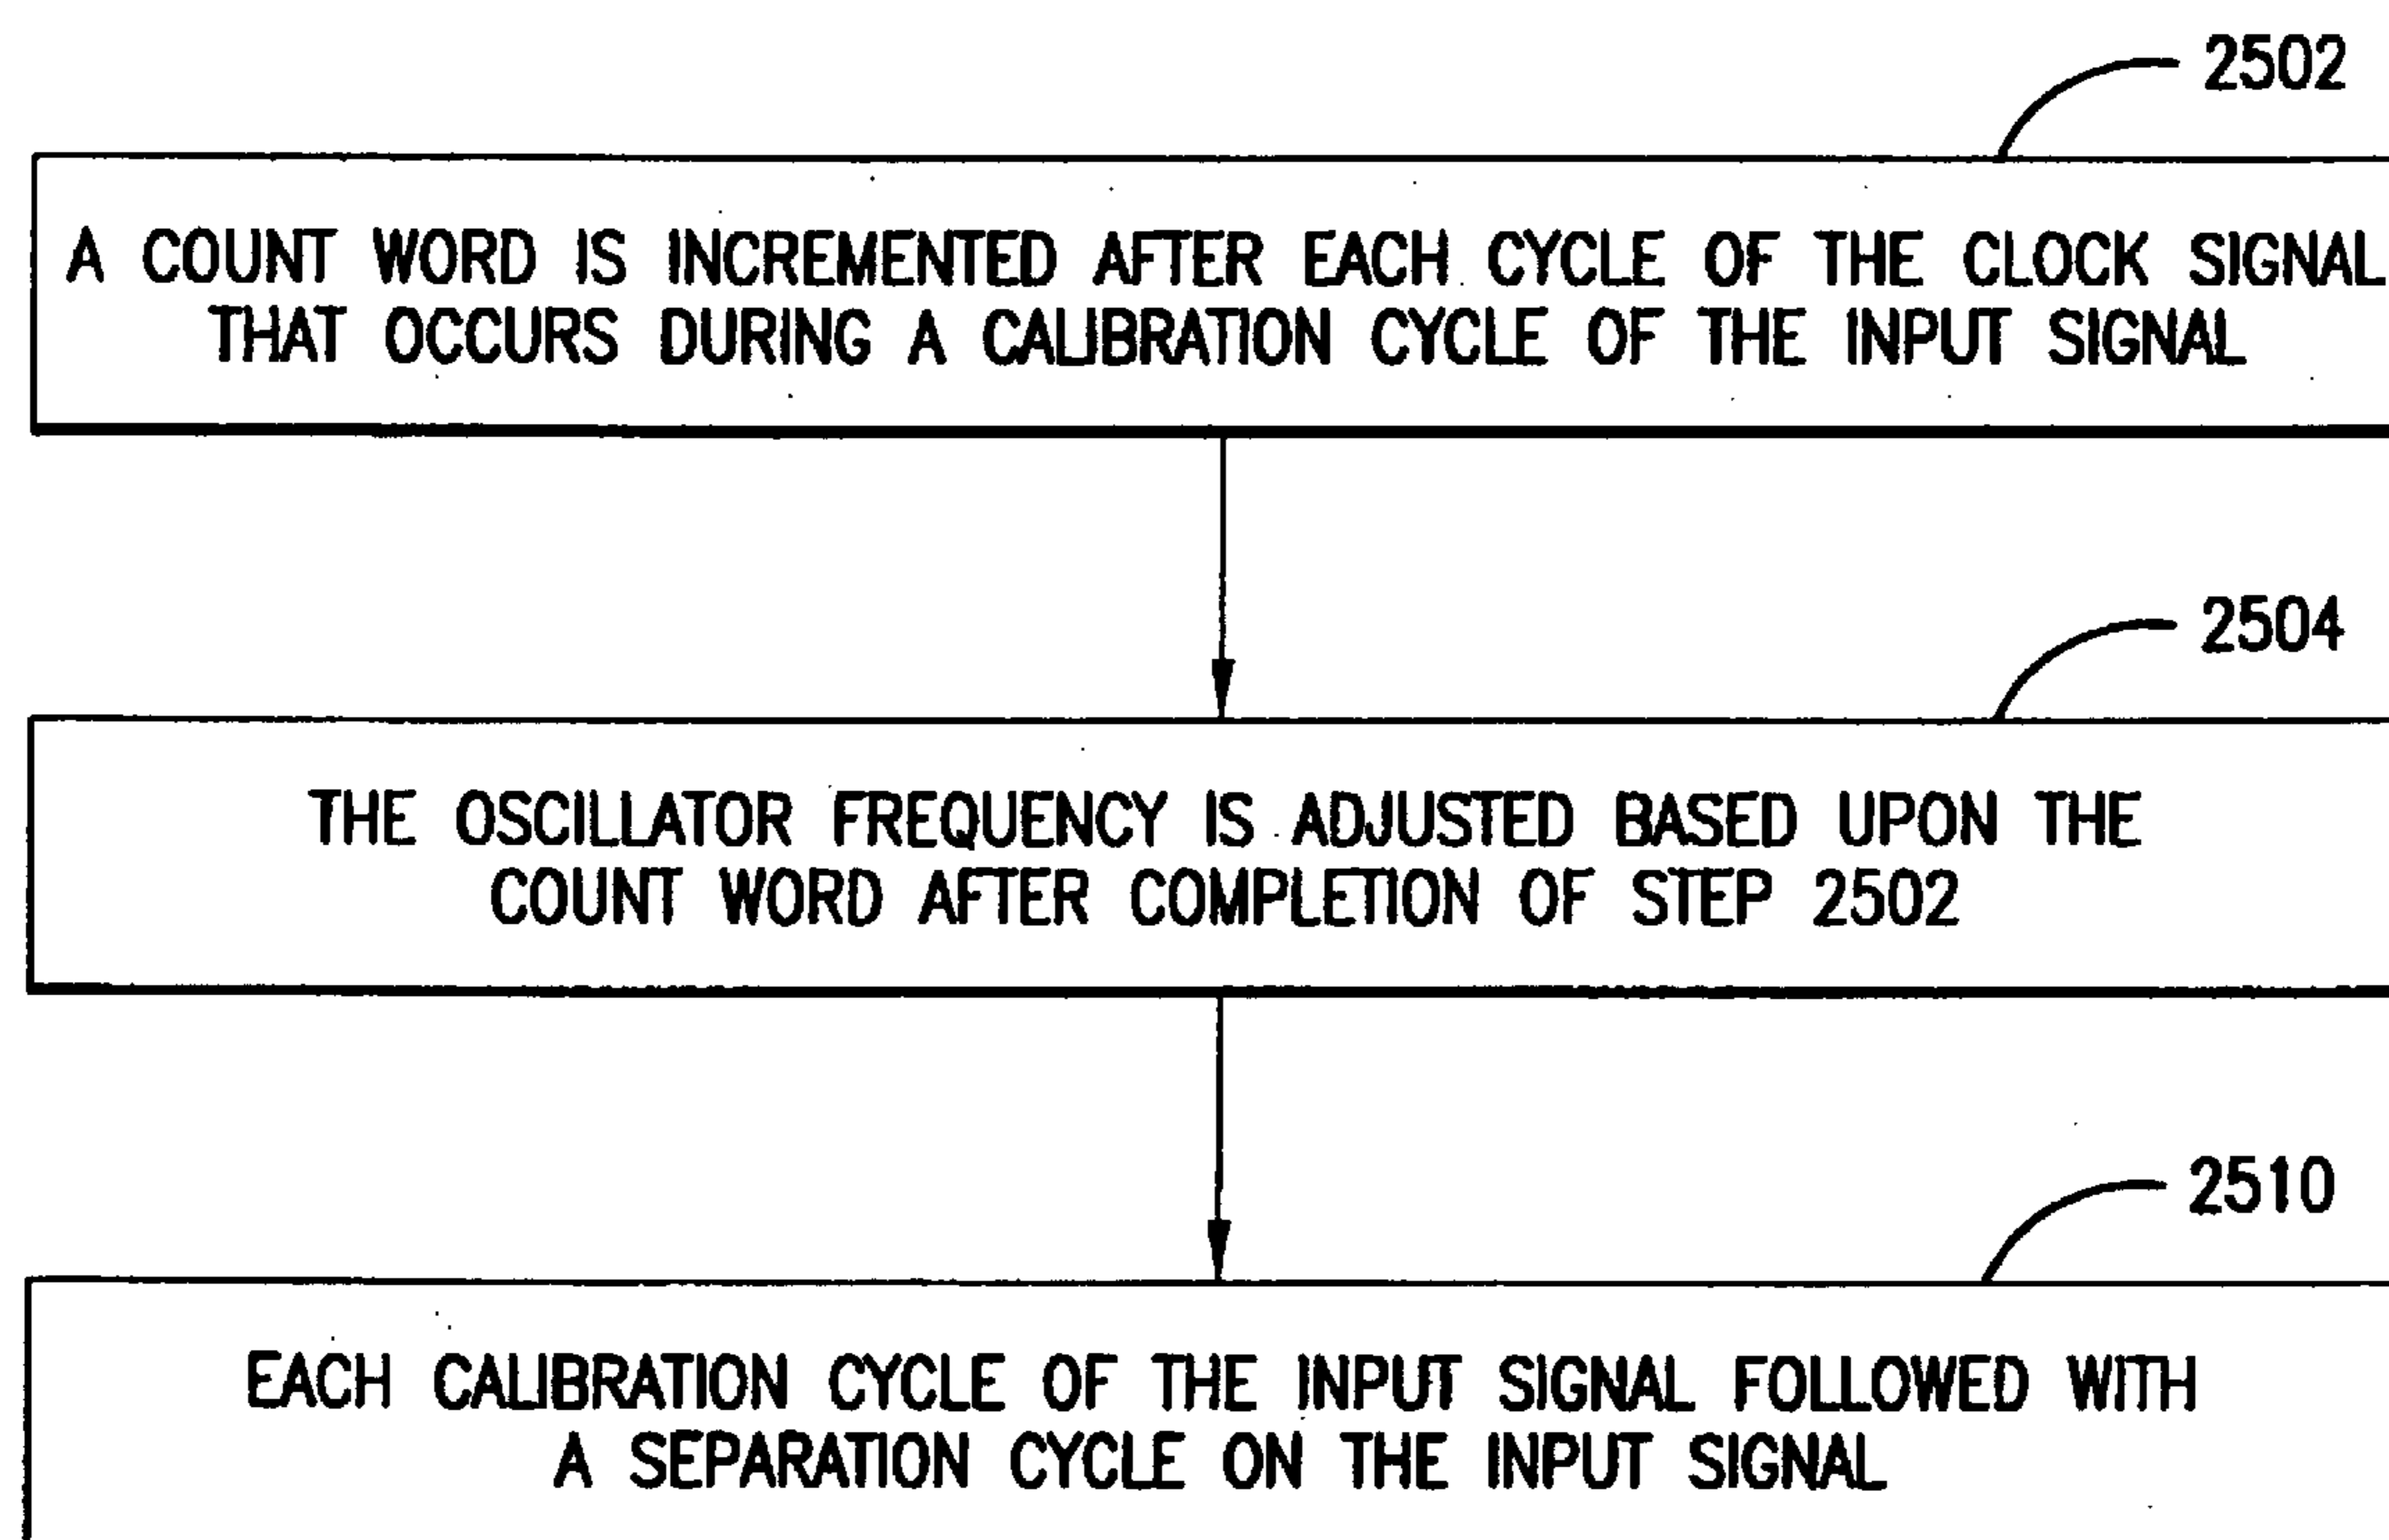 2502
A COUNT WORD IS INCREMENTED AFTER EACH CYCLE OF THE CLOCK SIGNAL
THAT OCCURS DURING A CALIBRATION CYCLE OF THE INPUT SIGNAL
2504
THE OSCILLATOR FREQUENCY IS ADJUSTED BASED UPON THE
COUNT WORD AFTER COMPLETION OF STEP 2502
2510
EACH CALIBRATION CYCLE OF THE INPUT SIGNAL FOLLOWED WITH
A SEPARATION CYCLE ON THE INPUT SIGNAL